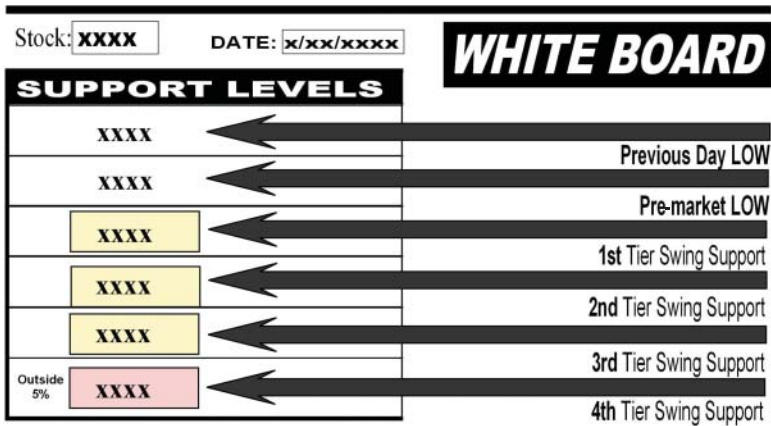 Stock: XXXX
DATE: x/xx/xxxx
WHITE BOARD
SUPPORT LEVELS
XXXX
Previous Day LOW
XXXX
Pre-market LOW
XXXX
1st Tier Swing Support
XXXX
2nd Tier Swing Support
XXXX
3rd Tier Swing Support
Outside
5%
XXXX
4th Tier Swing Support